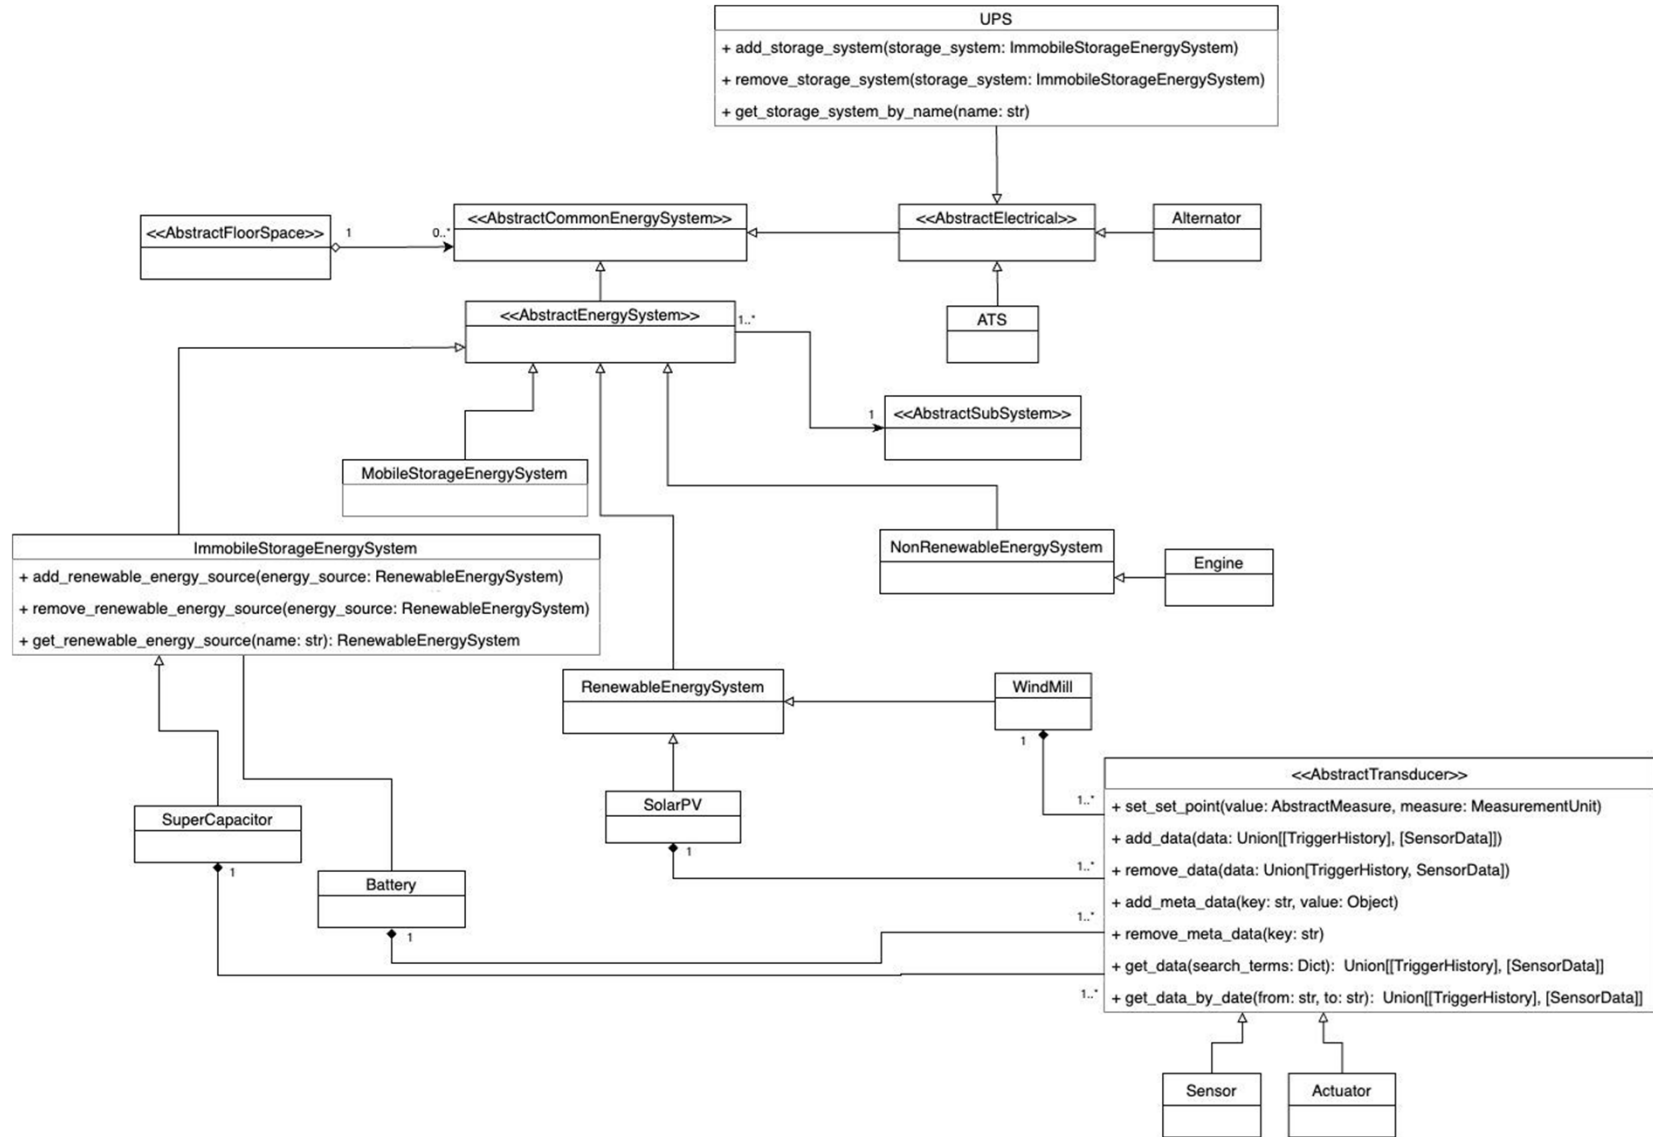 UPS
+ add_storage_system(storage_system: ImmobileStorageEnergySystem)
+ remove_storage_system(storage_system: ImmobileStorageEnergySystem)
+ get_storage_system_by_name(name: str)
<<AbstractFloorSpace>>
1
0..*
<<AbstractCommonEnergySystem>>
<<AbstractElectrical>>
Alternator
<<AbstractEnergySystem>>
1..*
ATS
1
<<AbstractSubSystem>>
MobileStorageEnergySystem
ImmobileStorageEnergySystem
+ add_renewable_energy_source(energy_source: RenewableEnergySystem)
+ remove_renewable_energy_source(energy_source: RenewableEnergySystem)
+ get_renewable_energy_source(name: str): RenewableEnergySystem
NonRenewableEnergySystem
Engine
RenewableEnergySystem
WindMill
1
SolarPV
1
SuperCapacitor
1
Battery
1
<<AbstractTransducer>>
1..*
+ set_set_point(value: AbstractMeasure, measure: MeasurementUnit)
+ add_data(data: Union[[TriggerHistory], [SensorData]])
1..*
+ remove_data(data: Union[TriggerHistory, SensorData])
+ add_meta_data(key: str, value: Object)
1..*
+ remove_meta_data(key: str)
+ get_data(search_terms: Dict): Union[[TriggerHistory], [SensorData]]
1..*
+ get_data_by_date(from: str, to: str): Union[[TriggerHistory], [SensorData]]
Sensor
Actuator